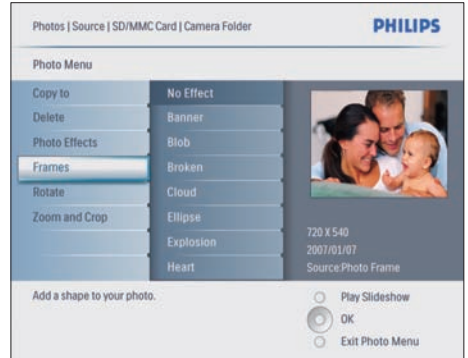 Photos | Source | SD/MMC Card | Camera Folder
PHILIPS
Photo Menu
Copy to
Delete
Photo Effects
Frames
Rotate
Zoom and Crop
No Effect
Banner
Blob
Broken
Cloud
Ellipse
Explosion
Heart
720 X 540
2007/01/07
Source:Photo Frame
Add a shape to your photo.
Play Slideshow
OK
Exit Photo Menu